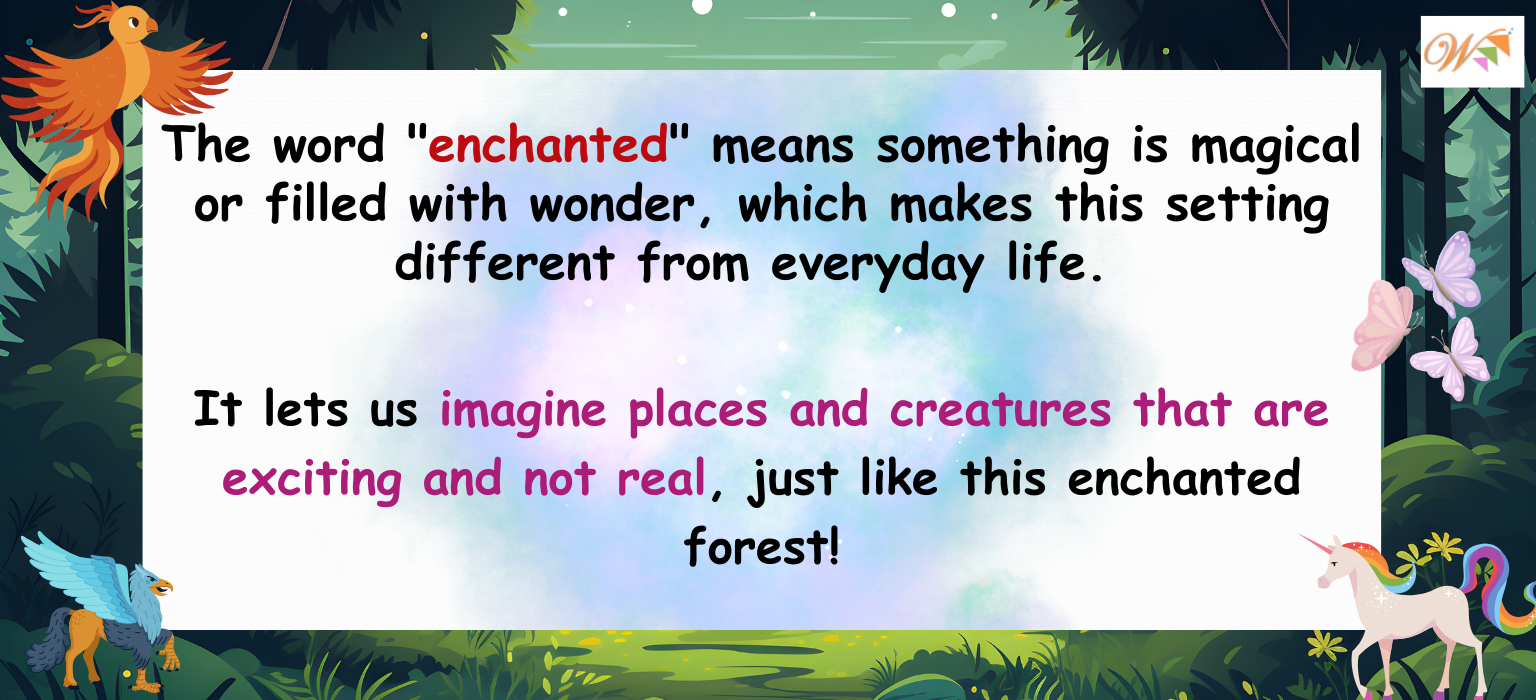 The word "enchanted" means something is magical
or filled with wonder, which makes this setting
different from everyday life.
It lets us imagine places and creatures that are
exciting and not real, just like this enchanted
forest!
W